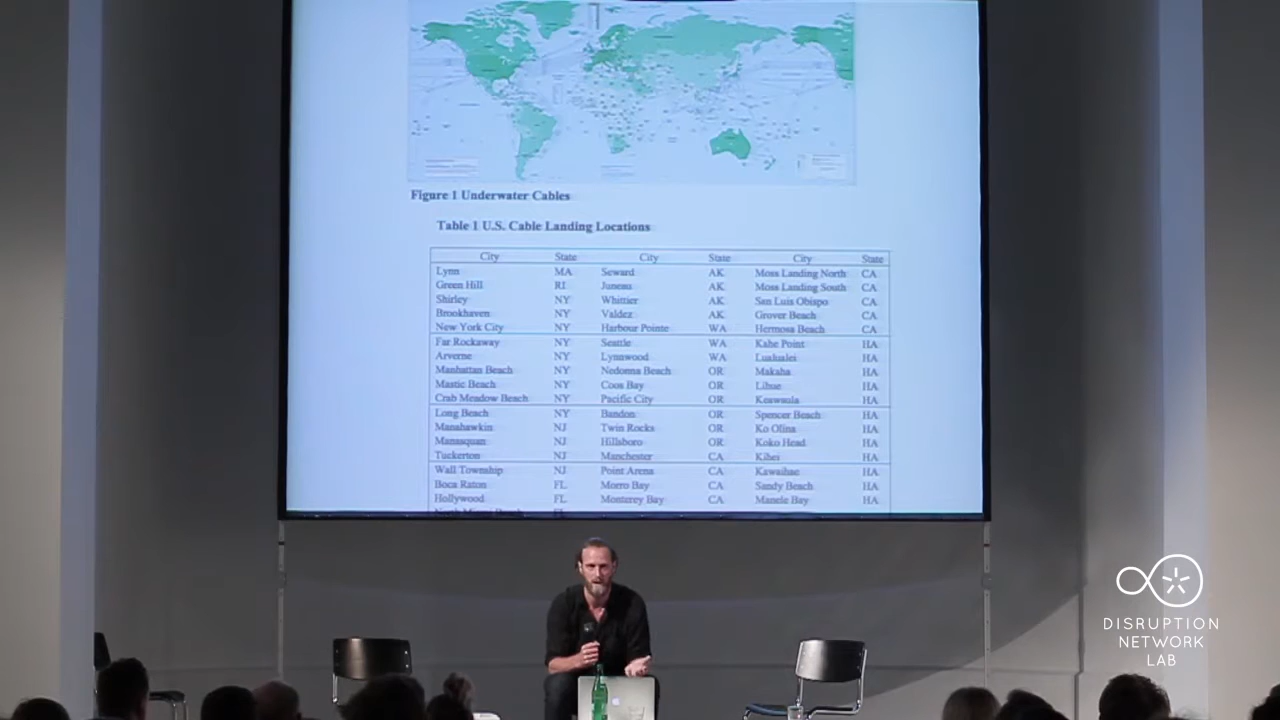 Figure 1 Underwater Cables
Table 1 U.S. Cable Landing Locations
City State City State City State
Lynn MA Seward AK Moss Landing North CA
Green Hill RI Juneau AK Moss Landing South CA
Shirley NY Whittier AK San Luis Obispo CA
Brookhaven NY Valdez AK Grover Beach CA
New York City NY Harbour Pointe WA Hermosa Beach CA
Far Rockaway NY Seattle WA Kahe Point HA
Arverne NY Lynnwood WA Lualualei HA
Manhattan Beach NY Nedonna Beach OR Makaha HA
Mastic Beach NY Coos Bay OR Lihue HA
Crab Meadow Beach NY Pacific City OR Keawaula HA
Long Beach NY Bandon OR Spencer Beach HA
Manahawkin NJ Twin Rocks OR Ko Olina HA
Manasquan NJ Hillsboro OR Koko Head HA
Tuckerton NJ Manchester CA Kihei HA
Wall Township NJ Point Arena CA Kawaihae HA
Boca Raton FL Morro Bay CA Sandy Beach HA
Hollywood FL Monterey Bay CA Manele Bay HA
North Miami Beach FL
DISRUPTION
NETWORK
LAB